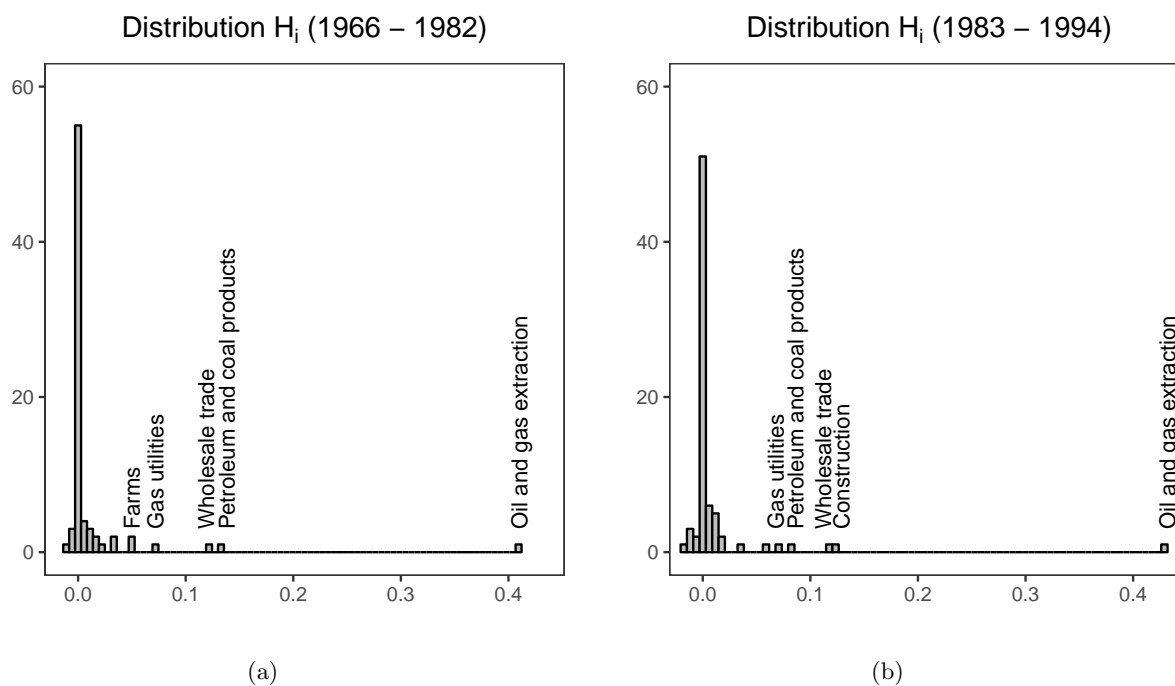 Distribution Hᵢ (1966 − 1982)
60
40
20
0
Farms
Gas utilities
Wholesale trade
Petroleum and coal products
Oil and gas extraction
0.0 0.1 0.2 0.3 0.4
(a)
Distribution Hᵢ (1983 − 1994)
60
40
20
0
Gas utilities
Petroleum and coal products
Wholesale trade
Construction
Oil and gas extraction
0.0 0.1 0.2 0.3 0.4
(b)